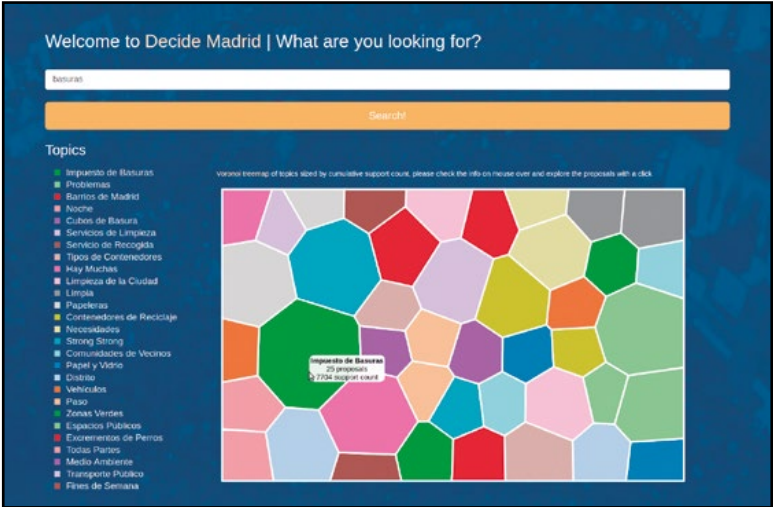 Welcome to Decide Madrid | What are you looking for?
basuras
Search!
Topics
Voronoi treemap of topics sized by cumulative support count, please check the info on mouse over and explore the proposals with a click
Impuesto de Basuras
Problemas
Barrios de Madrid
Noche
Cubos de Basura
Servicios de Limpieza
Servicio de Recogida
Tipos de Contenedores
Hay Muchas
Limpieza de la Ciudad
Limpia
Papeleras
Contenedores de Reciclaje
Necesidades
Strong Strong
Comunidades de Vecinos
Papel y Vidrio
Distrito
Vehículos
Paso
Zonas Verdes
Espacios Públicos
Excrementos de Perros
Todas Partes
Medio Ambiente
Transporte Público
Fines de Semana
Impuesto de Basuras
25 proposals
7704 support count